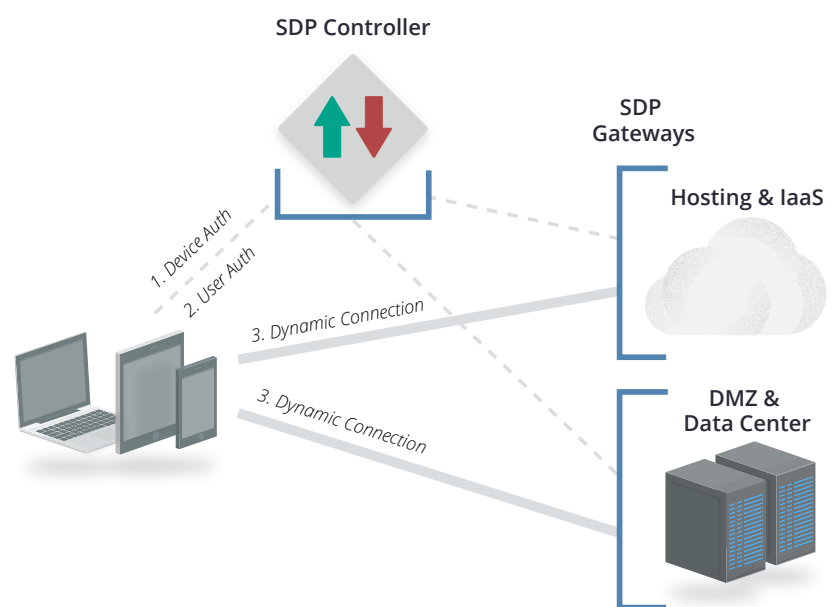 SDP Controller
SDP
Gateways
Hosting & IaaS
1. Device Auth
2. User Auth
3. Dynamic Connection
3. Dynamic Connection
DMZ &
Data Center